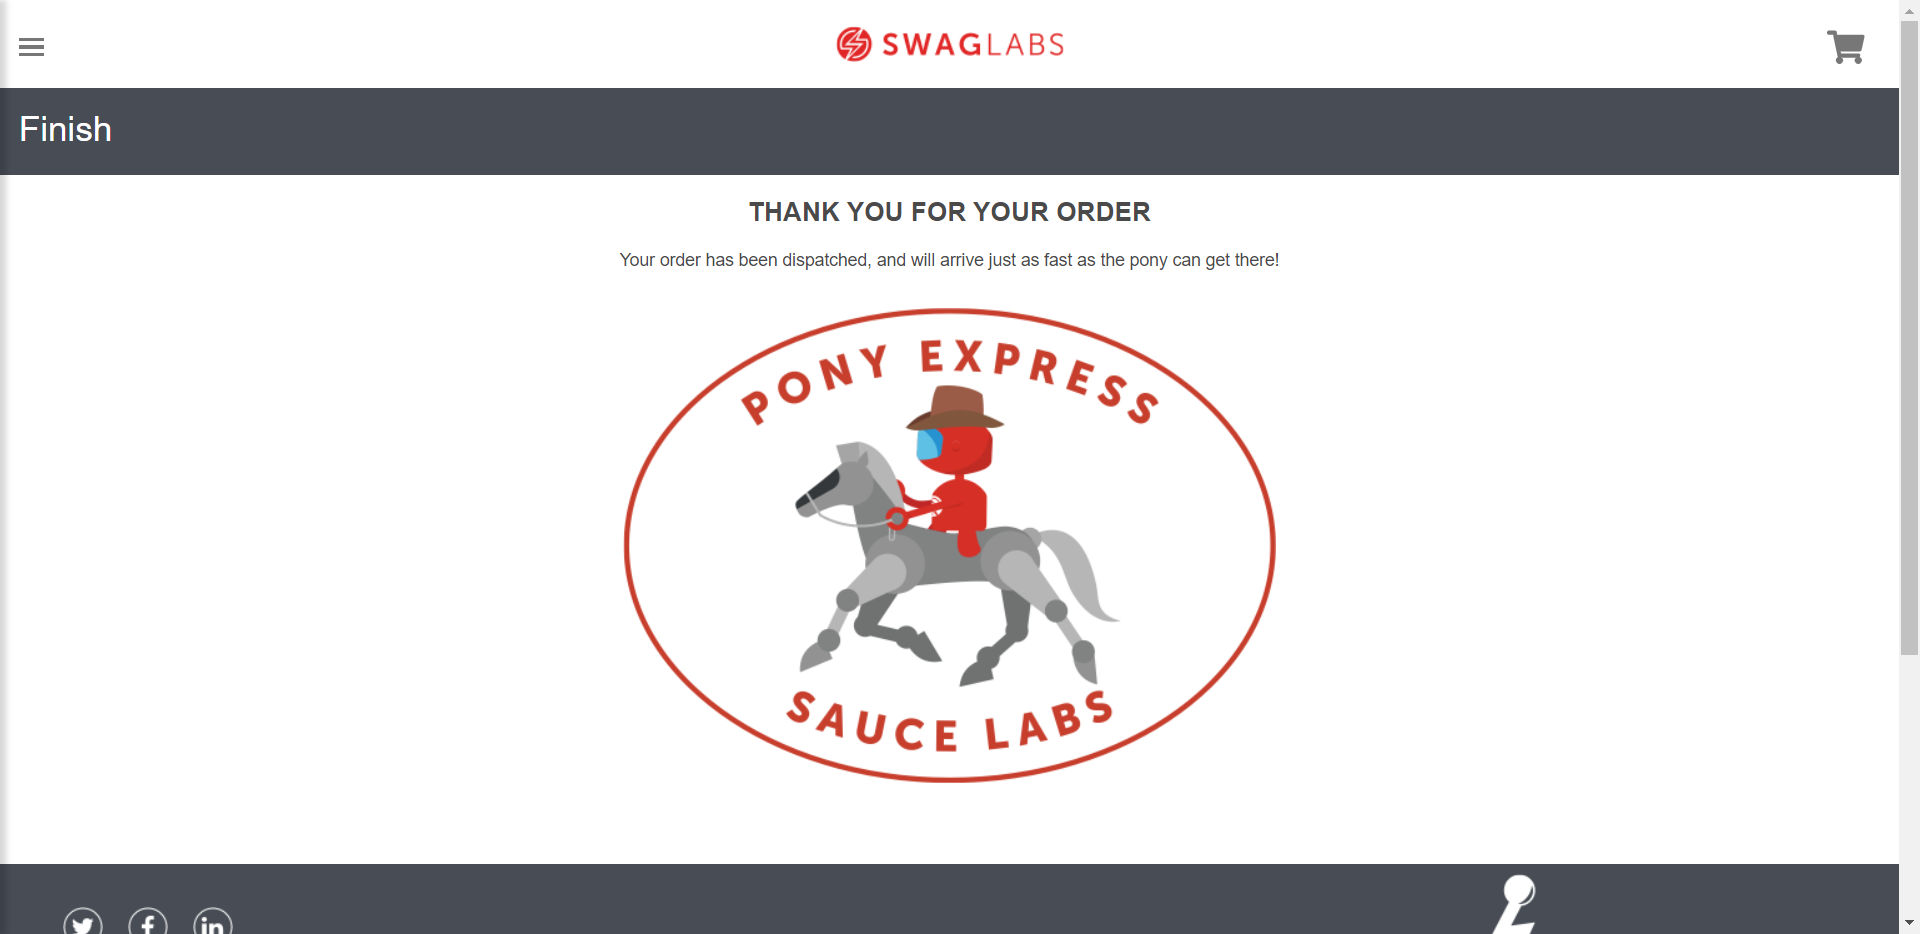 SWAGLABS
Finish
THANK YOU FOR YOUR ORDER
Your order has been dispatched, and will arrive just as fast as the pony can get there!
PONY EXPRESS
SAUCE LABS